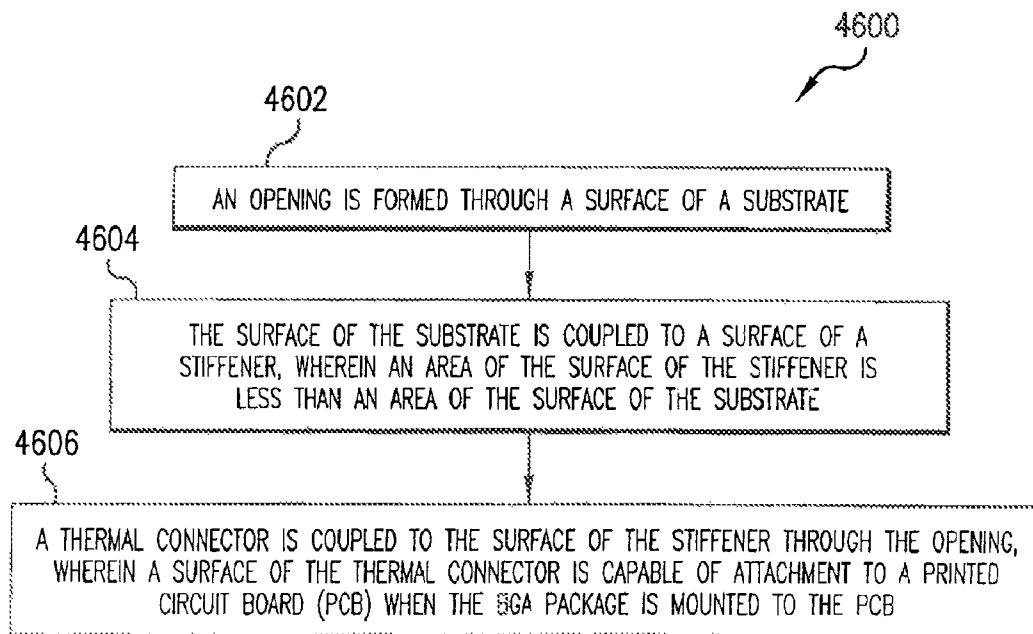 4600
4602
AN OPENING IS FORMED THROUGH A SURFACE OF A SUBSTRATE
4604
THE SURFACE OF THE SUBSTRATE IS COUPLED TO A SURFACE OF A
STIFFENER, WHEREIN AN AREA OF THE SURFACE OF THE STIFFENER IS
LESS THAN AN AREA OF THE SURFACE OF THE SUBSTRATE
4606
A THERMAL CONNECTOR IS COUPLED TO THE SURFACE OF THE STIFFENER THROUGH THE OPENING,
WHEREIN A SURFACE OF THE THERMAL CONNECTOR IS CAPABLE OF ATTACHMENT TO A PRINTED
CIRCUIT BOARD (PCB) WHEN THE BGA PACKAGE IS MOUNTED TO THE PCB